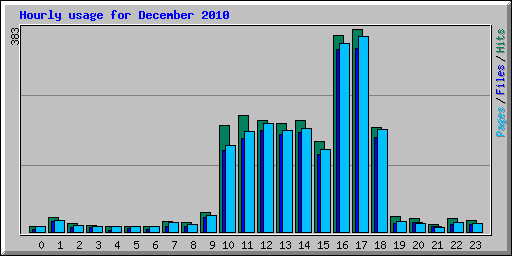 Hourly usage for December 2010
383
Pages / Files / Hits
0 1 2 3 4 5 6 7 8 9 10 11 12 13 14 15 16 17 18 19 20 21 22 23